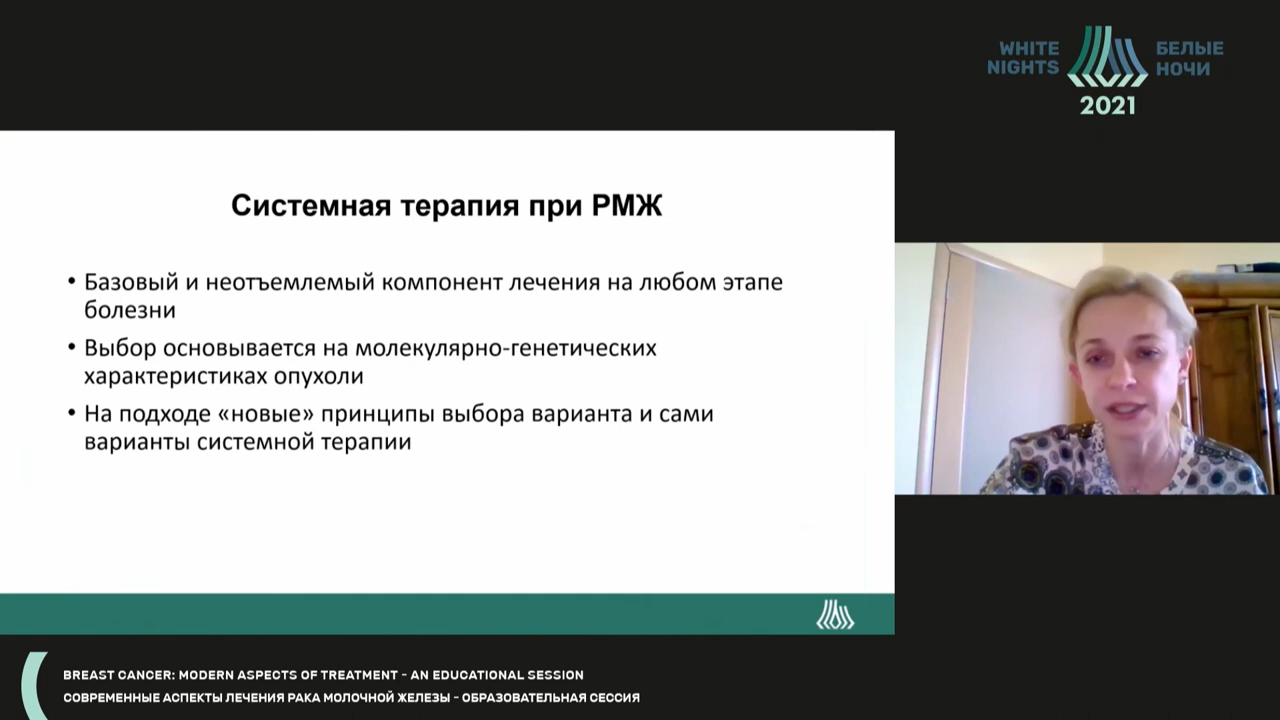 WHITE
NIGHTS
БЕЛЫЕ
НОЧИ
2021
Системная терапия при РМЖ
• Базовый и неотъемлемый компонент лечения на любом этапе
болезни
• Выбор основывается на молекулярно-генетических
характеристиках опухоли
• На подходе «новые» принципы выбора варианта и сами
варианты системной терапии
BREAST CANCER: MODERN ASPECTS OF TREATMENT - AN EDUCATIONAL SESSION
СОВРЕМЕННЫЕ АСПЕКТЫ ЛЕЧЕНИЯ РАКА МОЛОЧНОЙ ЖЕЛЕЗЫ - ОБРАЗОВАТЕЛЬНАЯ СЕССИЯ